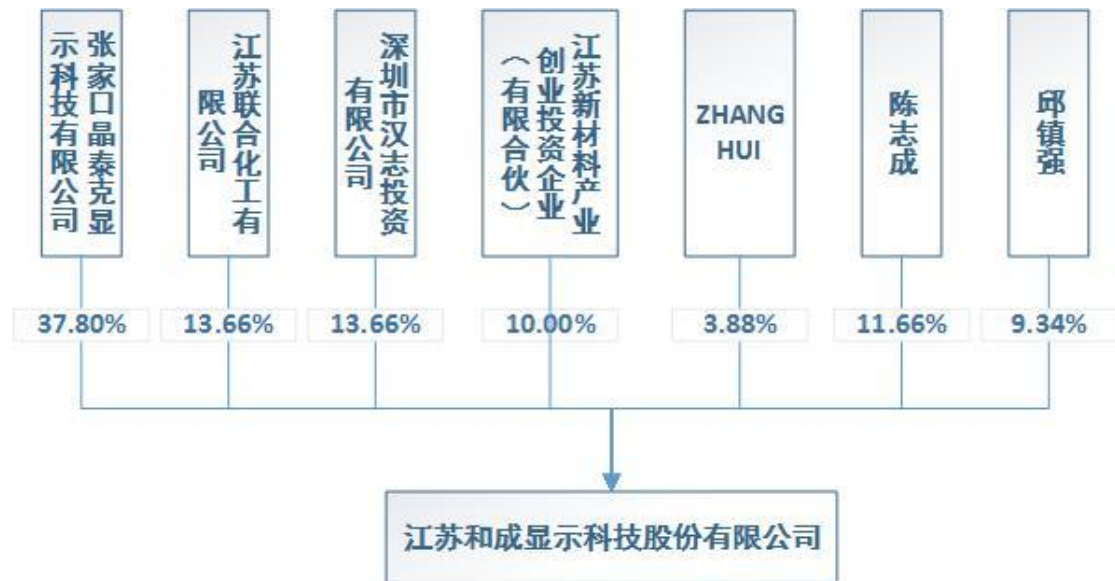 张家口晶泰克显
示科技有限公司
江苏联合化工有
限公司
深圳市汉志投资
有限公司
江苏新材料产业
创业投资企业
（有限合伙）
ZHANG
HUI
陈志成
邱镇强
37.80%
13.66%
13.66%
10.00%
3.88%
11.66%
9.34%
江苏和成显示科技股份有限公司